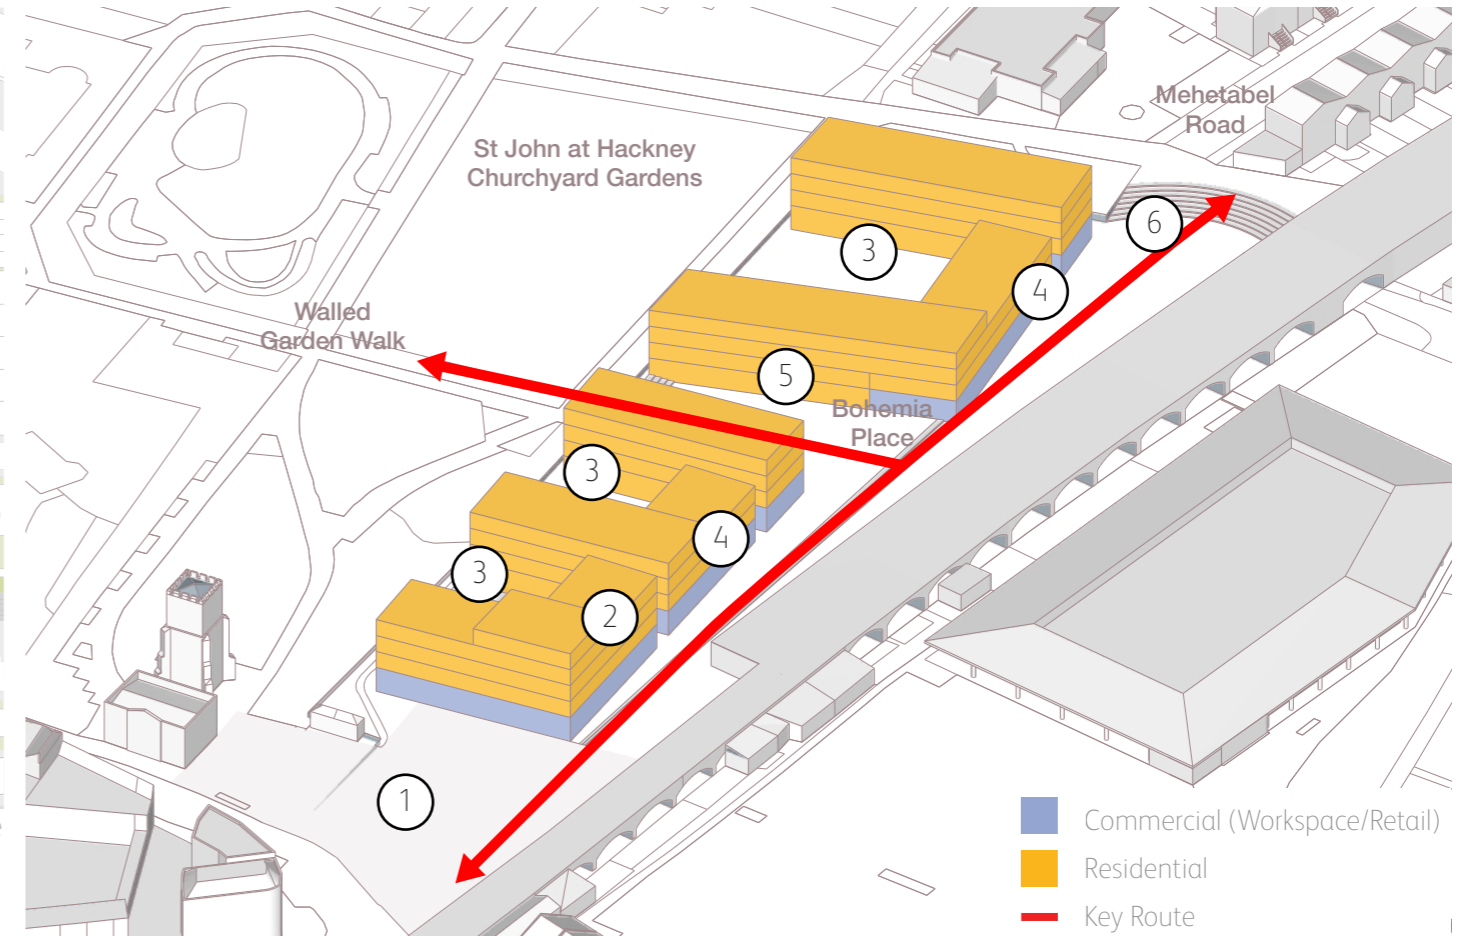 Mehetabel
Road
St John at Hackney
Churchyard Gardens
6
3
4
Walled
Garden Walk
5
Bohemia
Place
3
4
3
2
1
Commercial (Workspace/Retail)
Residential
Key Route